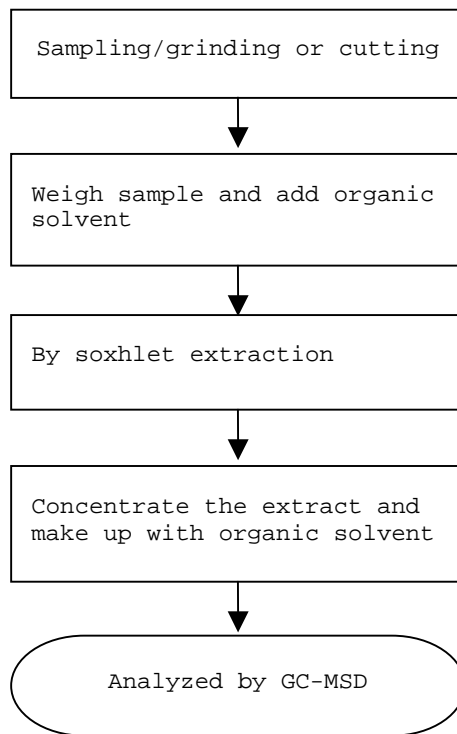 Sampling/grinding or cutting
Weigh sample and add organic
solvent
By soxhlet extraction
Concentrate the extract and
make up with organic solvent
Analyzed by GC-MSD